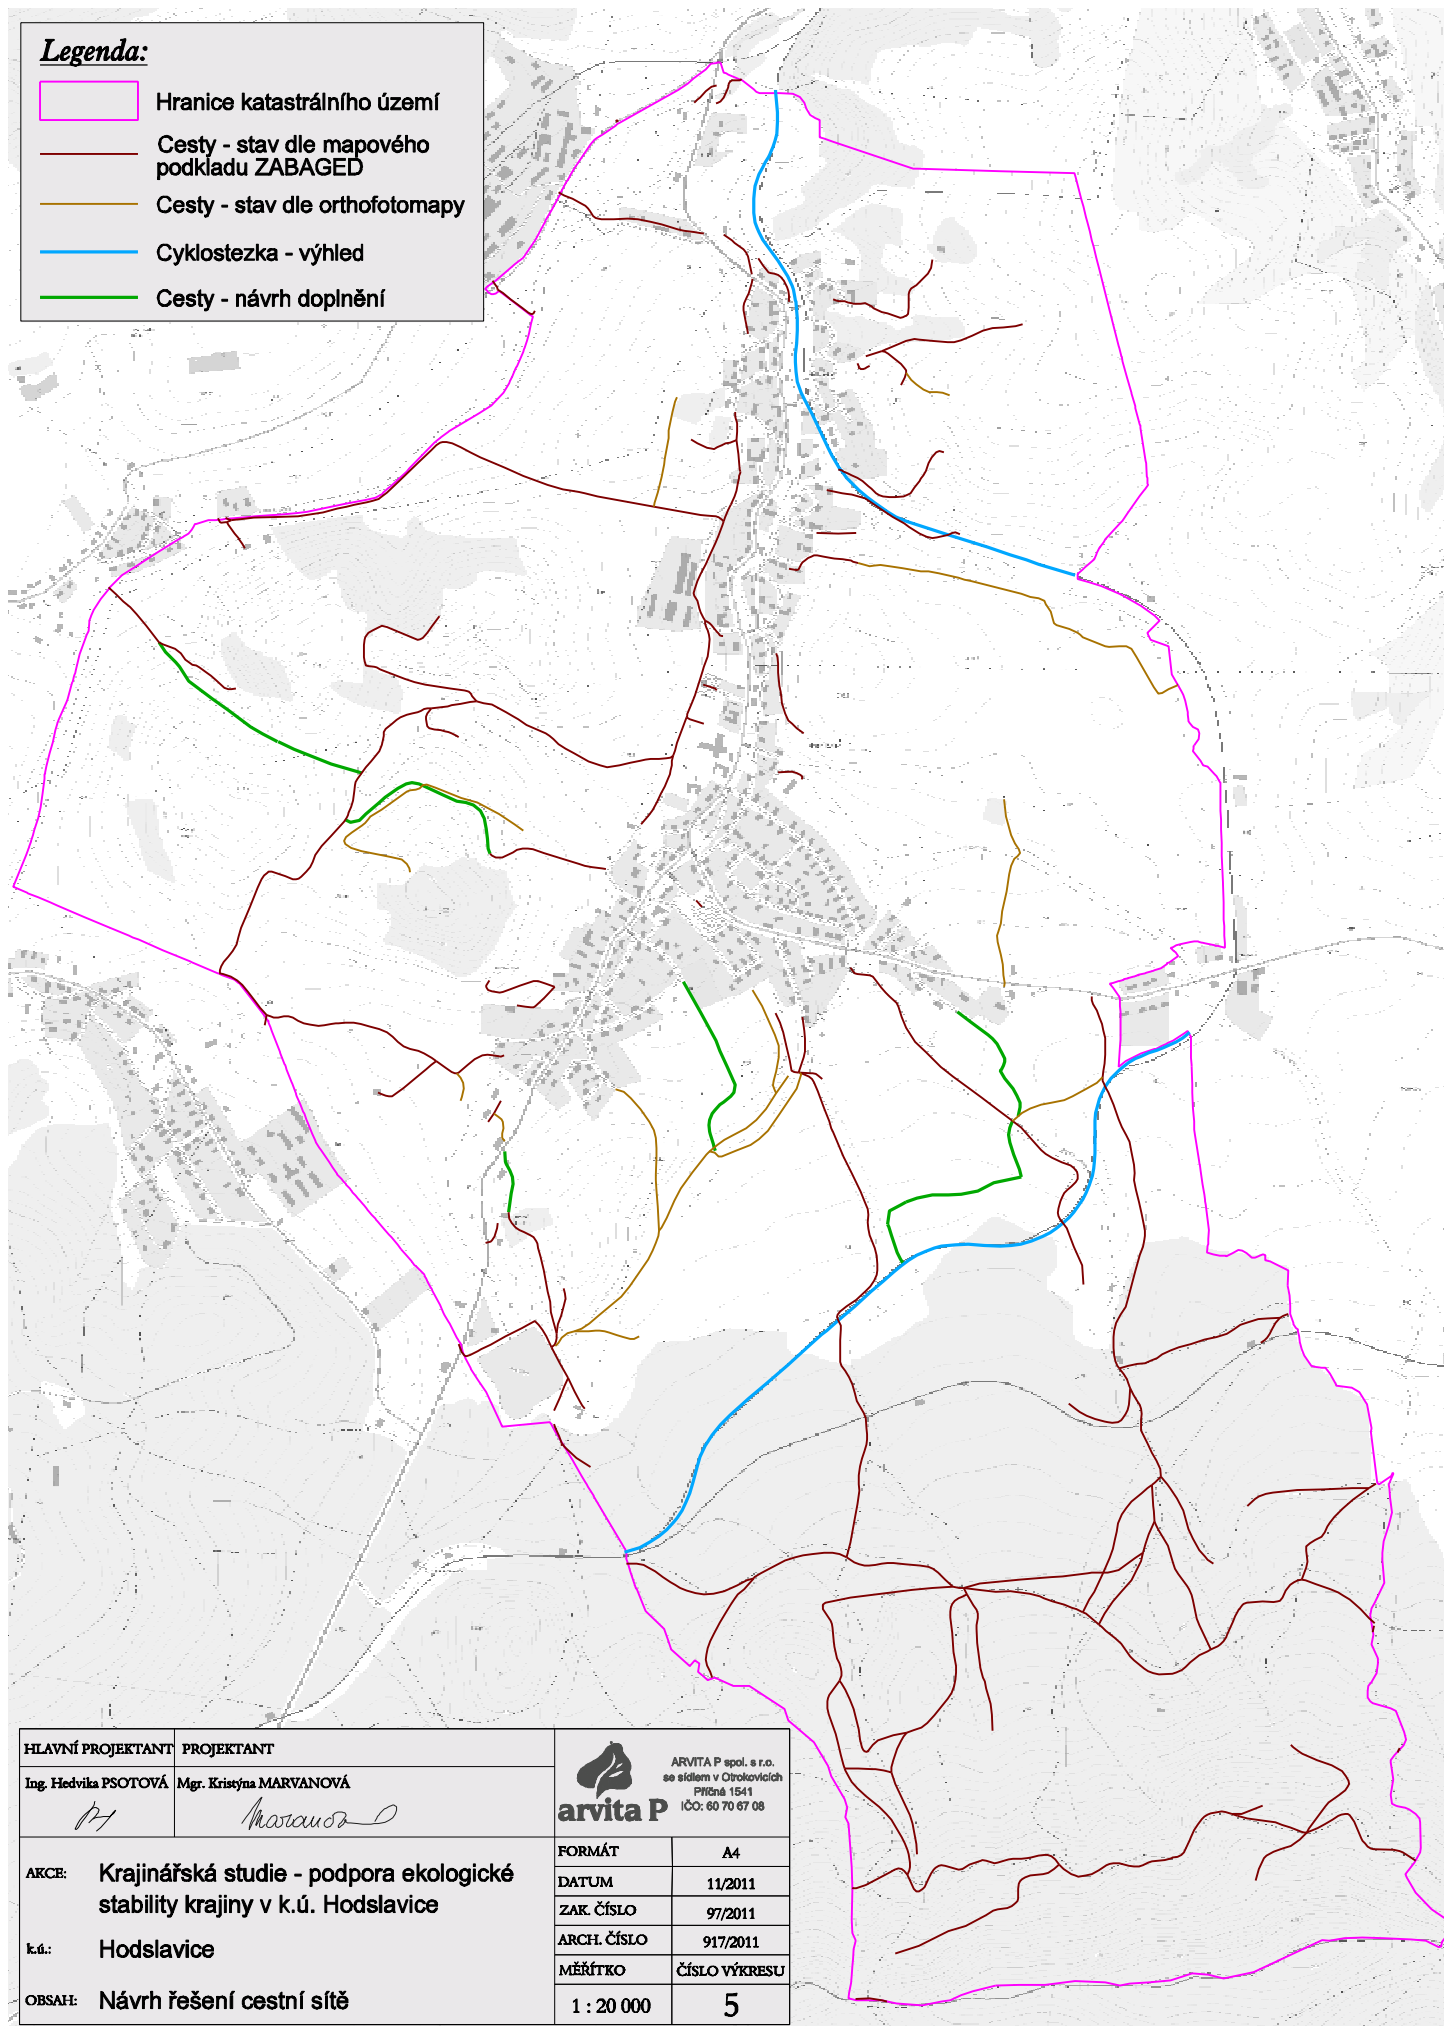 Legenda:
Hranice katastrálního území
Cesty - stav dle mapového
podkladu ZABAGED
Cesty - stav dle orthofotomapy
Cyklostezka - výhled
Cesty - návrh doplnění
HLAVNÍ PROJEKTANT PROJEKTANT
Ing. Hedvika PSOTOVÁ Mgr. Kristýna MARVANOVÁ
arvita P
ARVITA P spol. s r.o.
se sídlem v Otrokovicích
Příčná 1541
IČO: 60 70 67 08
AKCE: Krajinářská studie - podpora ekologické
stability krajiny v k.ú. Hodslavice
k.ú.: Hodslavice
OBSAH: Návrh řešení cestní sítě
FORMÁT A4
DATUM 11/2011
ZAK. ČÍSLO 97/2011
ARCH. ČÍSLO 917/2011
MĚŘÍTKO ČÍSLO VÝKRESU
1 : 20 000 5